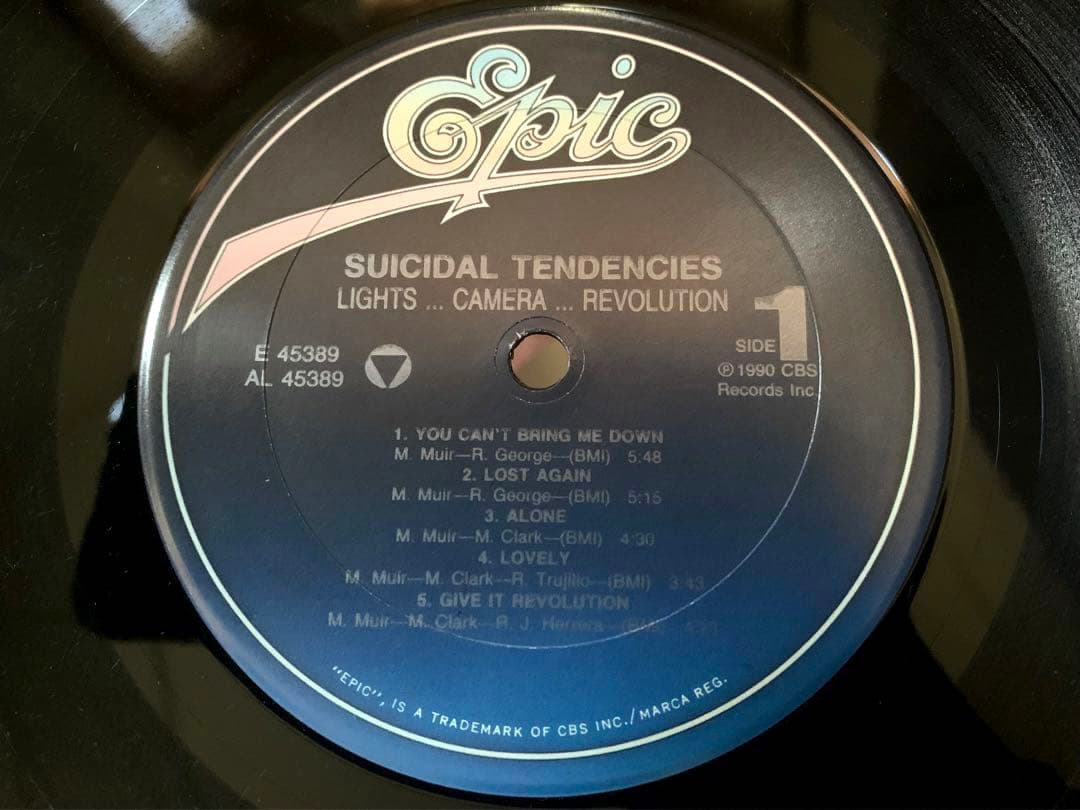 Epic
SUICIDAL TENDENCIES
LIGHTS ... CAMERA ... REVOLUTION
E 45389
AL 45389
SIDE 1
℗ 1990 CBS
Records Inc.
1. YOU CAN'T BRING ME DOWN
M. Muir—R. George—(BMI) 5:48
2. LOST AGAIN
M. Muir—R. George—(BMI) 5:15
3. ALONE
M. Muir—M. Clark—(BMI) 4:30
4. LOVELY
M. Muir—M. Clark—R. Trujilio—(BMI) 3:43
5. GIVE IT REVOLUTION
M. Muir—M. Clark—R. J. Herrera—(BMI)
"EPIC", IS A TRADEMARK OF CBS INC./MARCA REG.